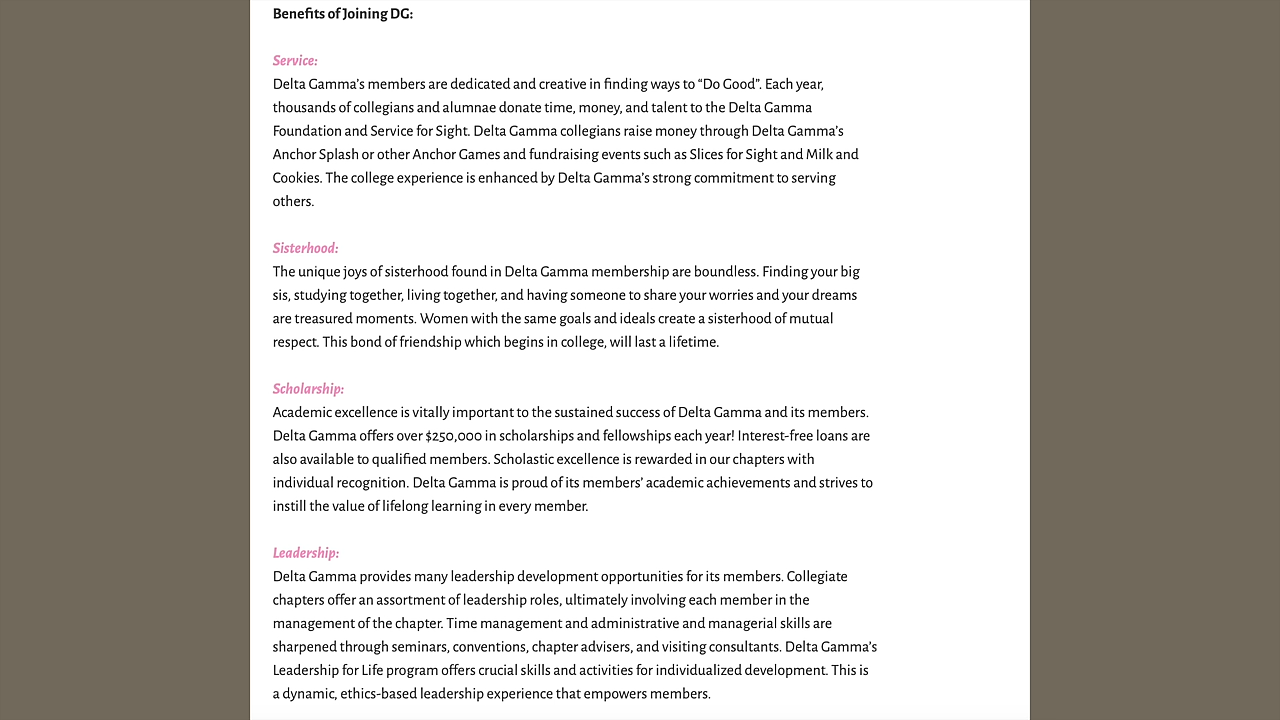 Benefits of Joining DG:
Service:
Delta Gamma’s members are dedicated and creative in finding ways to “Do Good”. Each year,
thousands of collegians and alumnae donate time, money, and talent to the Delta Gamma
Foundation and Service for Sight. Delta Gamma collegians raise money through Delta Gamma’s
Anchor Splash or other Anchor Games and fundraising events such as Slices for Sight and Milk and
Cookies. The college experience is enhanced by Delta Gamma’s strong commitment to serving
others.
Sisterhood:
The unique joys of sisterhood found in Delta Gamma membership are boundless. Finding your big
sis, studying together, living together, and having someone to share your worries and your dreams
are treasured moments. Women with the same goals and ideals create a sisterhood of mutual
respect. This bond of friendship which begins in college, will last a lifetime.
Scholarship:
Academic excellence is vitally important to the sustained success of Delta Gamma and its members.
Delta Gamma offers over $250,000 in scholarships and fellowships each year! Interest-free loans are
also available to qualified members. Scholastic excellence is rewarded in our chapters with
individual recognition. Delta Gamma is proud of its members’ academic achievements and strives to
instill the value of lifelong learning in every member.
Leadership:
Delta Gamma provides many leadership development opportunities for its members. Collegiate
chapters offer an assortment of leadership roles, ultimately involving each member in the
management of the chapter. Time management and administrative and managerial skills are
sharpened through seminars, conventions, chapter advisers, and visiting consultants. Delta Gamma’s
Leadership for Life program offers crucial skills and activities for individualized development. This is
a dynamic, ethics-based leadership experience that empowers members.